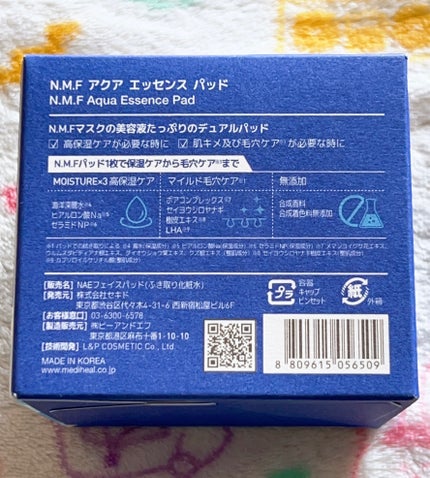 N.M.F アクア エッセンス パッド
N.M.F Aqua Essence Pad
N.M.Fマスクの美容液たっぷりのデュアルパッド
☑ 高保湿ケアが必要な時に ☑ 肌キメ及び毛穴ケア※1が必要な時に
N.M.Fパッド1枚で保湿ケアから毛穴ケア※1まで
MOISTURE×3 高保湿ケア
海洋深層水※4
ヒアルロン酸Na※5
セラミドNP※6
マイルド毛穴ケア※1
ポアコンプレックス※7
セイヨウシロヤナギ
樹皮エキス※8
LHA※9
無添加
合成香料
合成着色料無添加
【販売名】NAEフェイスパッド(ふき取り化粧水)
【発売元】株式会社セキド
東京都渋谷区代々木4-31-6 西新宿松屋ビル6F
【お客様窓口】03-6300-6578
【製造販売元】㈱ピーアンドエフ
東京都港区麻布十番1-10-10
【技術開発】L&P COSMETIC Co., Ltd.
MADE IN KOREA
www.mediheal.co.jp
プラ
容器
キャップ
ピンセット
紙
外箱
8 809615 056509